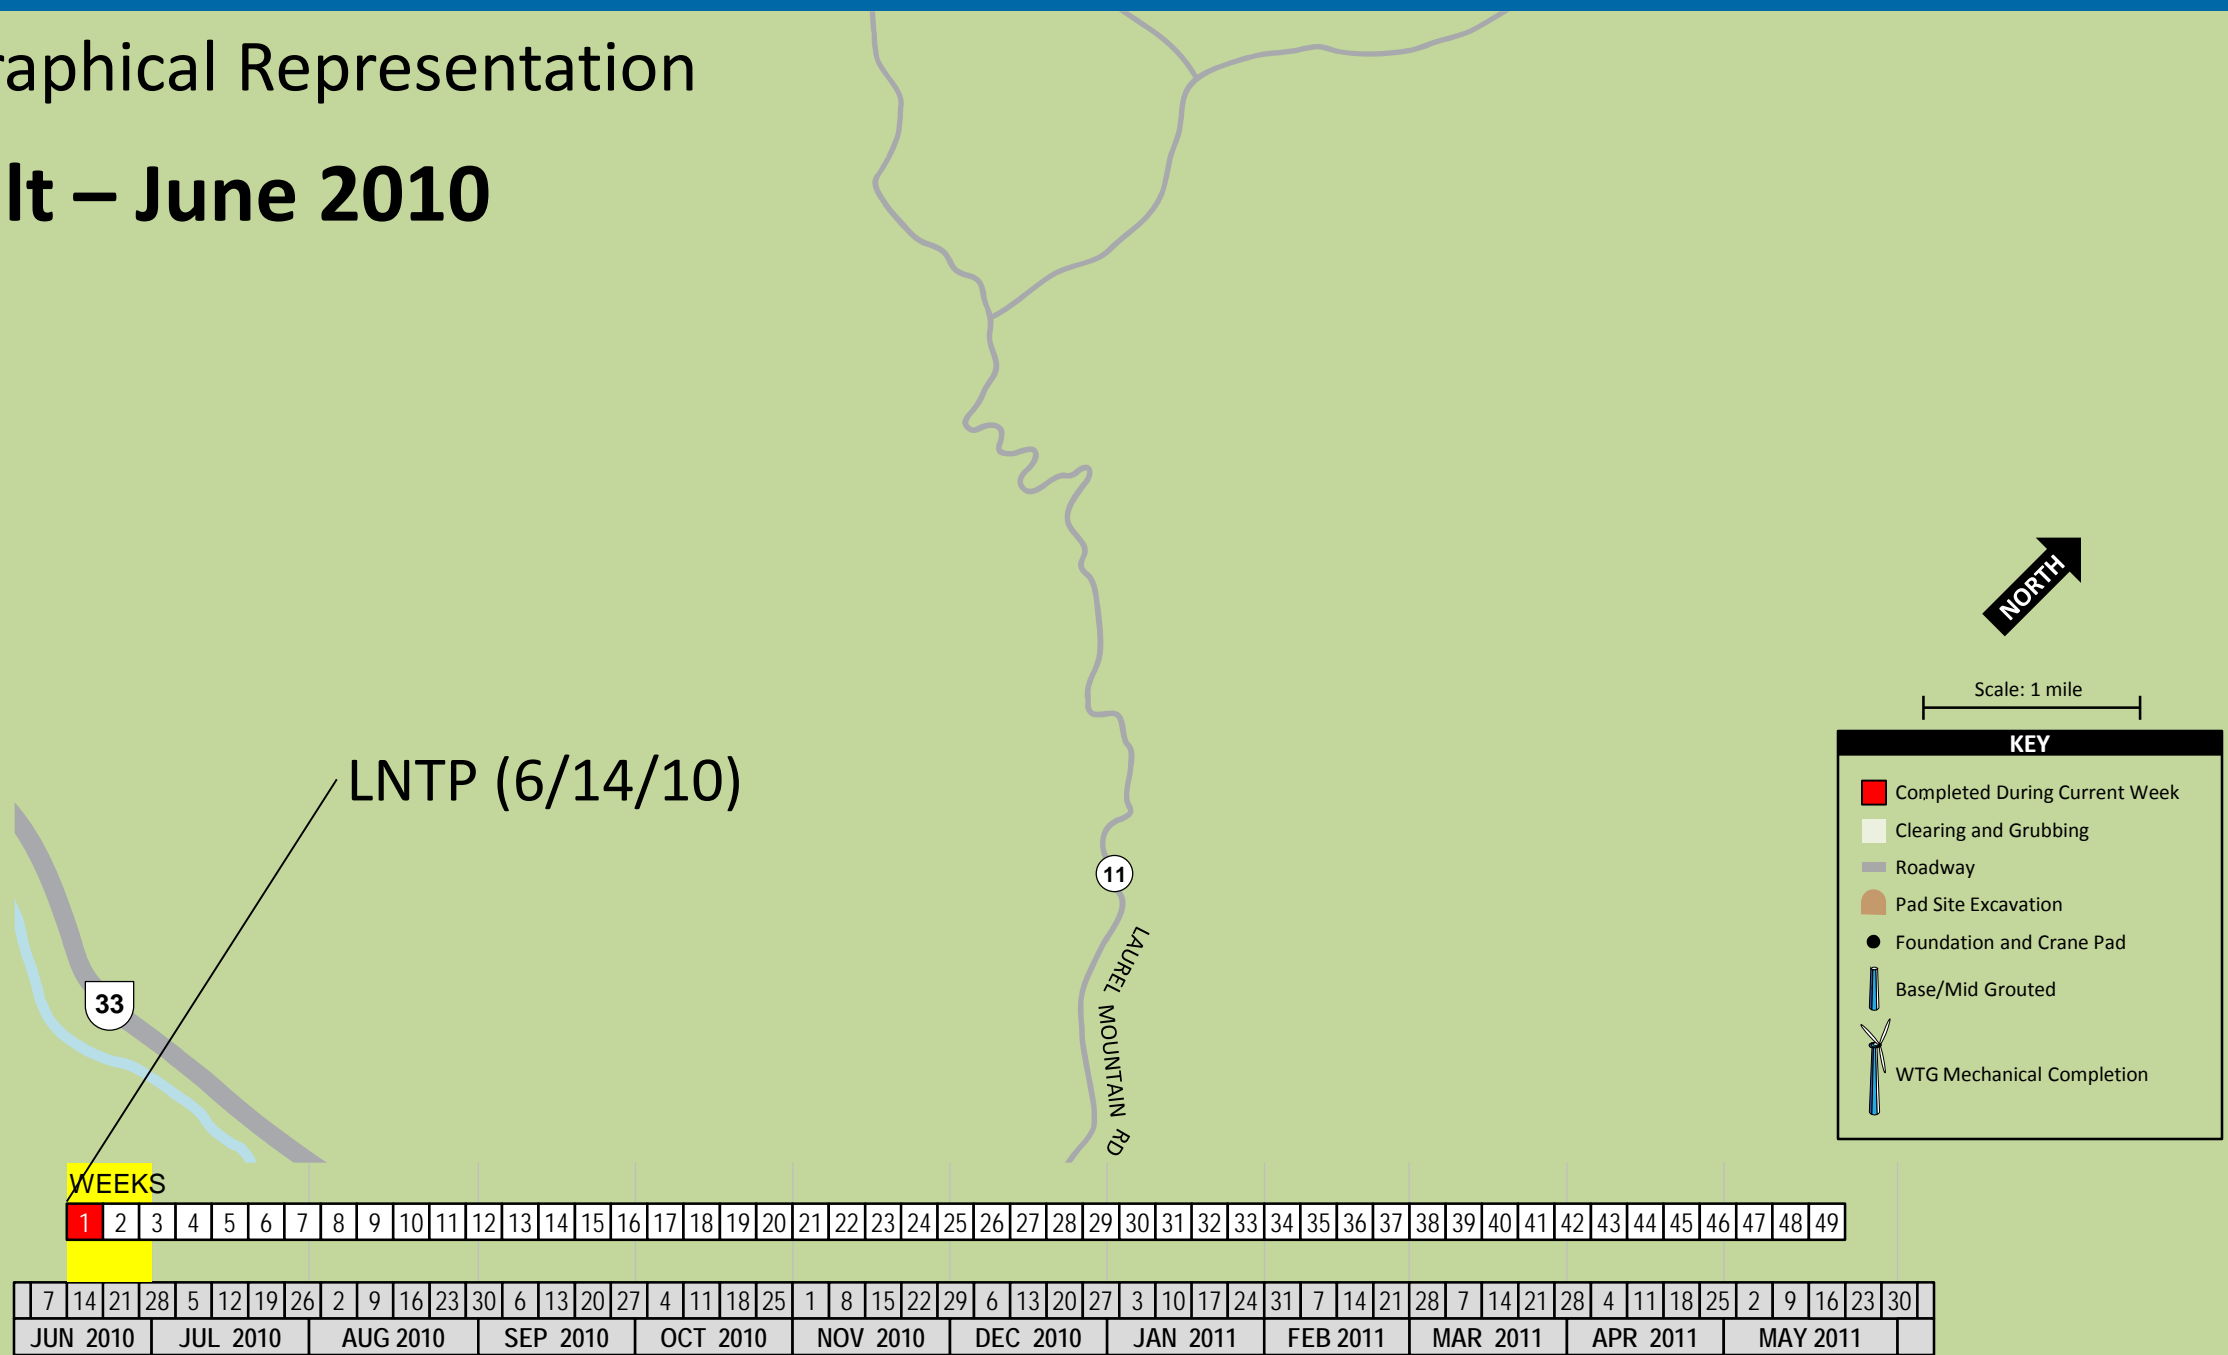 raphical Representation
lt – June 2010
NORTH
Scale: 1 mile
KEY
Completed During Current Week
Clearing and Grubbing
Roadway
Pad Site Excavation
Foundation and Crane Pad
Base/Mid Grouted
WTG Mechanical Completion
LNTP (6/14/10)
11
LAUREL MOUNTAIN RD
33
WEEKS
1 2 3 4 5 6 7 8 9 10 11 12 13 14 15 16 17 18 19 20 21 22 23 24 25 26 27 28 29 30 31 32 33 34 35 36 37 38 39 40 41 42 43 44 45 46 47 48 49
7 14 21 28 5 12 19 26 2 9 16 23 30 6 13 20 27 4 11 18 25 1 8 15 22 29 6 13 20 27 3 10 17 24 31 7 14 21 28 7 14 21 28 4 11 18 25 2 9 16 23 30
JUN 2010 JUL 2010 AUG 2010 SEP 2010 OCT 2010 NOV 2010 DEC 2010 JAN 2011 FEB 2011 MAR 2011 APR 2011 MAY 2011